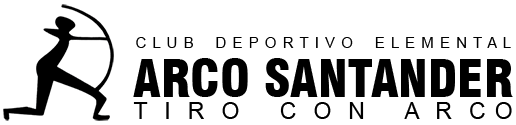 CLUB DEPORTIVO ELEMENTAL
ARCO SANTANDER
TIRO CON ARCO